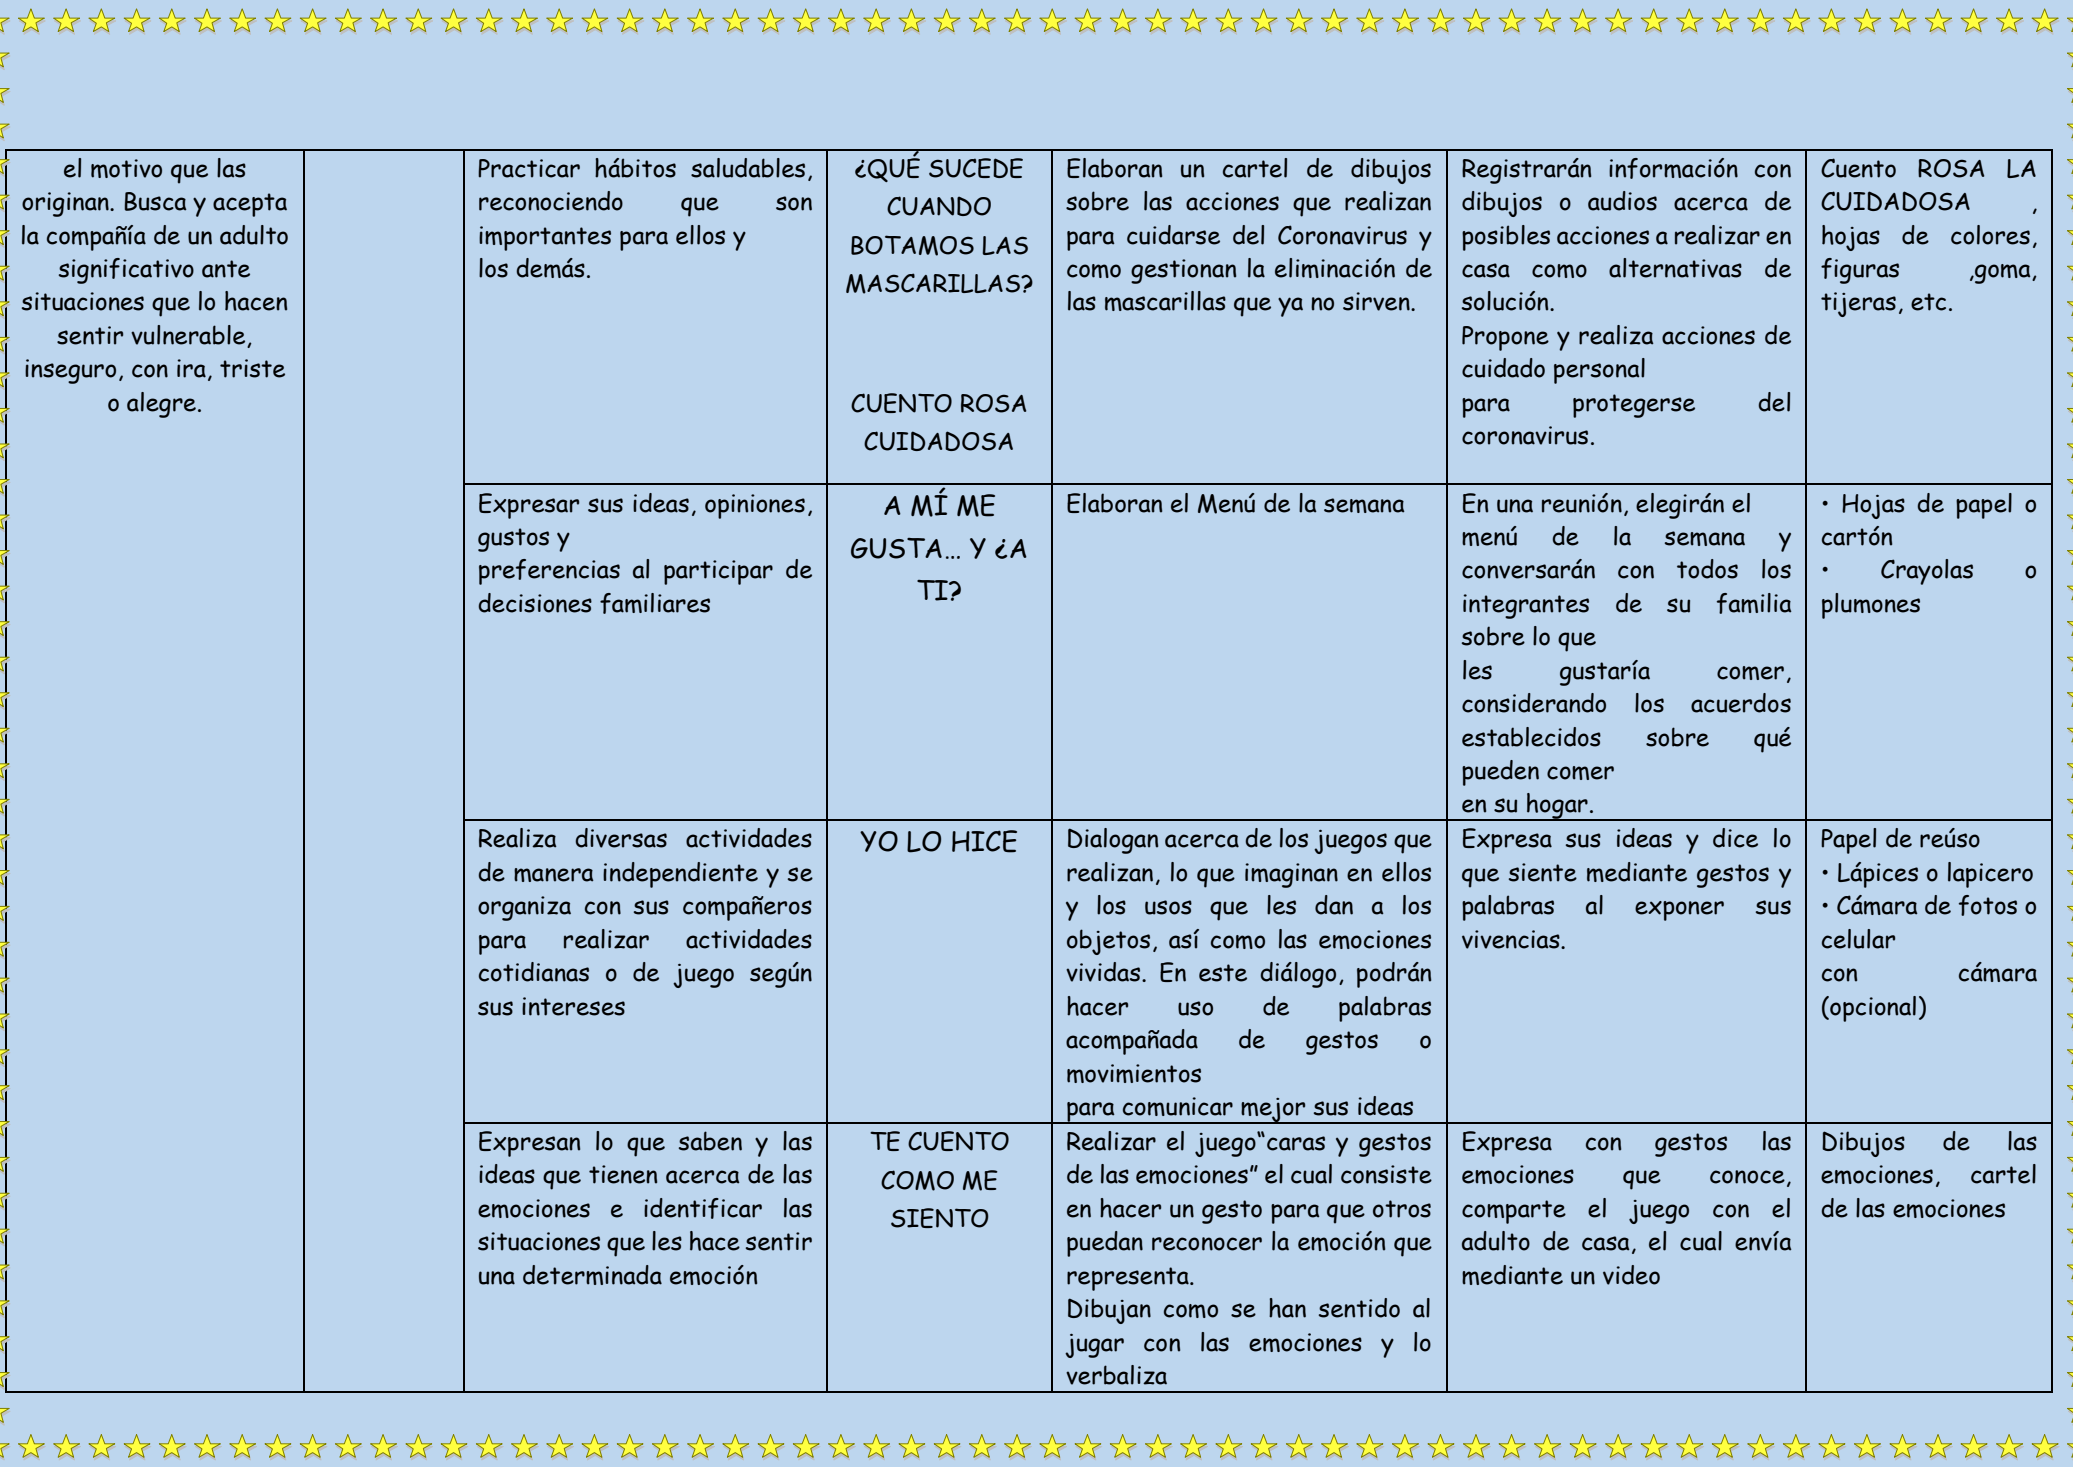 el motivo que las
originan. Busca y acepta
la compañía de un adulto
significativo ante
situaciones que lo hacen
sentir vulnerable,
inseguro, con ira, triste
o alegre.
Practicar hábitos saludables,
reconociendo que son
importantes para ellos y
los demás.
¿QUÉ SUCEDE
CUANDO
BOTAMOS LAS
MASCARILLAS?
CUENTO ROSA
CUIDADOSA
Elaboran un cartel de dibujos
sobre las acciones que realizan
para cuidarse del Coronavirus y
como gestionan la eliminación de
las mascarillas que ya no sirven.
Registrarán información con
dibujos o audios acerca de
posibles acciones a realizar en
casa como alternativas de
solución.
Propone y realiza acciones de
cuidado personal
para protegerse del
coronavirus.
Cuento ROSA LA
CUIDADOSA ,
hojas de colores,
figuras ,goma,
tijeras, etc.
Expresar sus ideas, opiniones,
gustos y
preferencias al participar de
decisiones familiares
A MÍ ME
GUSTA… Y ¿A
TI?
Elaboran el Menú de la semana
En una reunión, elegirán el
menú de la semana y
conversarán con todos los
integrantes de su familia
sobre lo que
les gustaría comer,
considerando los acuerdos
establecidos sobre qué
pueden comer
en su hogar.
• Hojas de papel o
cartón
• Crayolas o
plumones
Realiza diversas actividades
de manera independiente y se
organiza con sus compañeros
para realizar actividades
cotidianas o de juego según
sus intereses
YO LO HICE
Dialogan acerca de los juegos que
realizan, lo que imaginan en ellos
y los usos que les dan a los
objetos, así como las emociones
vividas. En este diálogo, podrán
hacer uso de palabras
acompañada de gestos o
movimientos
para comunicar mejor sus ideas
Expresa sus ideas y dice lo
que siente mediante gestos y
palabras al exponer sus
vivencias.
Papel de reúso
• Lápices o lapicero
• Cámara de fotos o
celular
con cámara
(opcional)
Expresan lo que saben y las
ideas que tienen acerca de las
emociones e identificar las
situaciones que les hace sentir
una determinada emoción
TE CUENTO
COMO ME
SIENTO
Realizar el juego“caras y gestos
de las emociones” el cual consiste
en hacer un gesto para que otros
puedan reconocer la emoción que
representa.
Dibujan como se han sentido al
jugar con las emociones y lo
verbaliza
Expresa con gestos las
emociones que conoce,
comparte el juego con el
adulto de casa, el cual envía
mediante un video
Dibujos de las
emociones, cartel
de las emociones